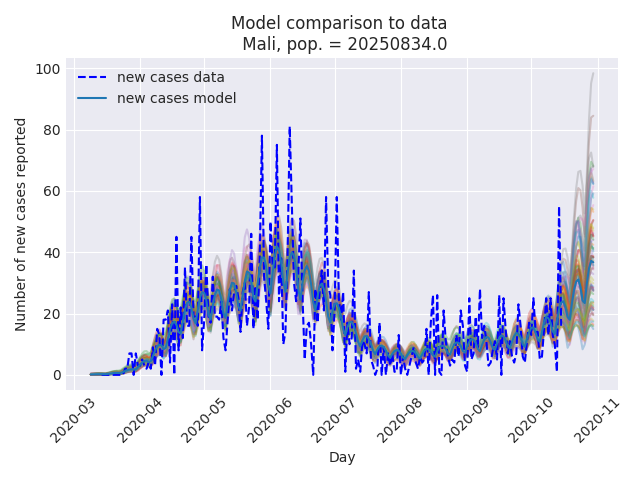 Model comparison to data
Mali, pop. = 20250834.0
new cases data
new cases model
Number of new cases reported
100
80
60
40
20
0
2020-03
2020-04
2020-05
2020-06
2020-07
2020-08
2020-09
2020-10
2020-11
Day